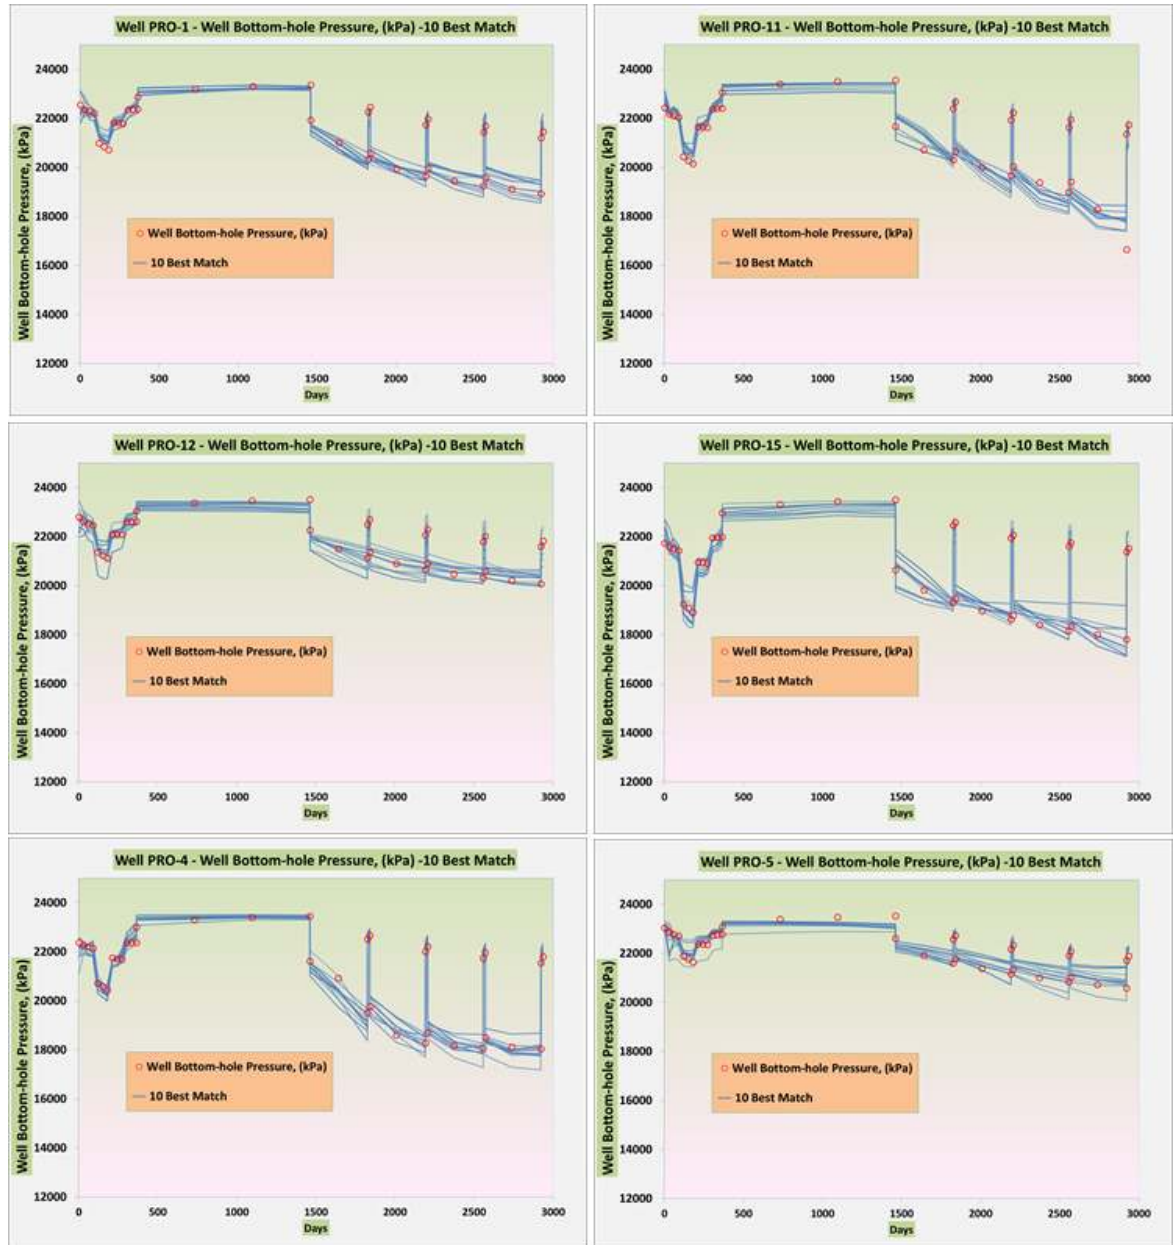 Well PRO-1 - Well Bottom-hole Pressure, (kPa) -10 Best Match
Well Bottom-hole Pressure, (kPa)
24000
22000
20000
18000
16000
14000
12000
Well Bottom-hole Pressure, (kPa)
10 Best Match
0 500 1000 1500 2000 2500 3000
Days
Well PRO-11 - Well Bottom-hole Pressure, (kPa) -10 Best Match
Well Bottom-hole Pressure, (kPa)
24000
22000
20000
18000
16000
14000
12000
Well Bottom-hole Pressure, (kPa)
10 Best Match
0 500 1000 1500 2000 2500 3000
Days
Well PRO-12 - Well Bottom-hole Pressure, (kPa) -10 Best Match
Well Bottom-hole Pressure, (kPa)
24000
22000
20000
18000
16000
14000
12000
Well Bottom-hole Pressure, (kPa)
10 Best Match
0 500 1000 1500 2000 2500 3000
Days
Well PRO-15 - Well Bottom-hole Pressure, (kPa) -10 Best Match
Well Bottom-hole Pressure, (kPa)
24000
22000
20000
18000
16000
14000
12000
Well Bottom-hole Pressure, (kPa)
10 Best Match
0 500 1000 1500 2000 2500 3000
Days
Well PRO-4 - Well Bottom-hole Pressure, (kPa) -10 Best Match
Well Bottom-hole Pressure, (kPa)
24000
22000
20000
18000
16000
14000
12000
Well Bottom-hole Pressure, (kPa)
10 Best Match
0 500 1000 1500 2000 2500 3000
Days
Well PRO-5 - Well Bottom-hole Pressure, (kPa) -10 Best Match
Well Bottom-hole Pressure, (kPa)
24000
22000
20000
18000
16000
14000
12000
Well Bottom-hole Pressure, (kPa)
10 Best Match
0 500 1000 1500 2000 2500 3000
Days